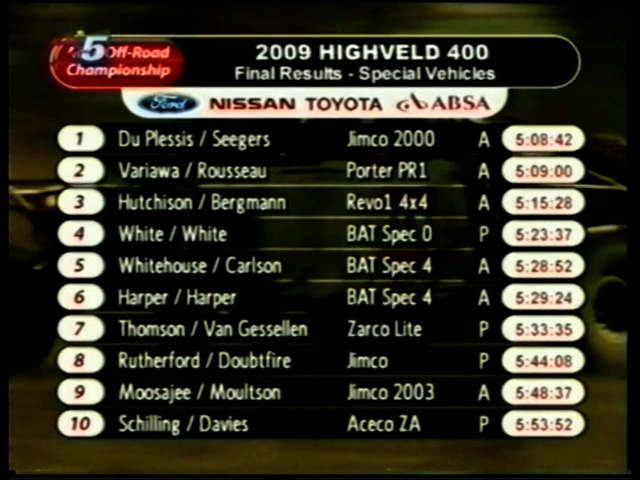 5 Off-Road
Championship
2009 HIGHVELD 400
Final Results - Special Vehicles
Ford NISSAN TOYOTA ABSA
1 Du Plessis / Seegers Jimco 2000 A 5:08:42
2 Variawa / Rousseau Porter PR1 A 5:09:00
3 Hutchison / Bergmann Revo1 4x4 A 5:15:28
4 White / White BAT Spec 0 P 5:23:37
5 Whitehouse / Carlson BAT Spec 4 A 5:28:52
6 Harper / Harper BAT Spec 4 A 5:29:24
7 Thomson / Van Gessellen Zarco Lite P 5:33:35
8 Rutherford / Doubtfire Jimco P 5:44:08
9 Moosajee / Moultson Jimco 2003 A 5:48:37
10 Schilling / Davies Aceco ZA P 5:53:52